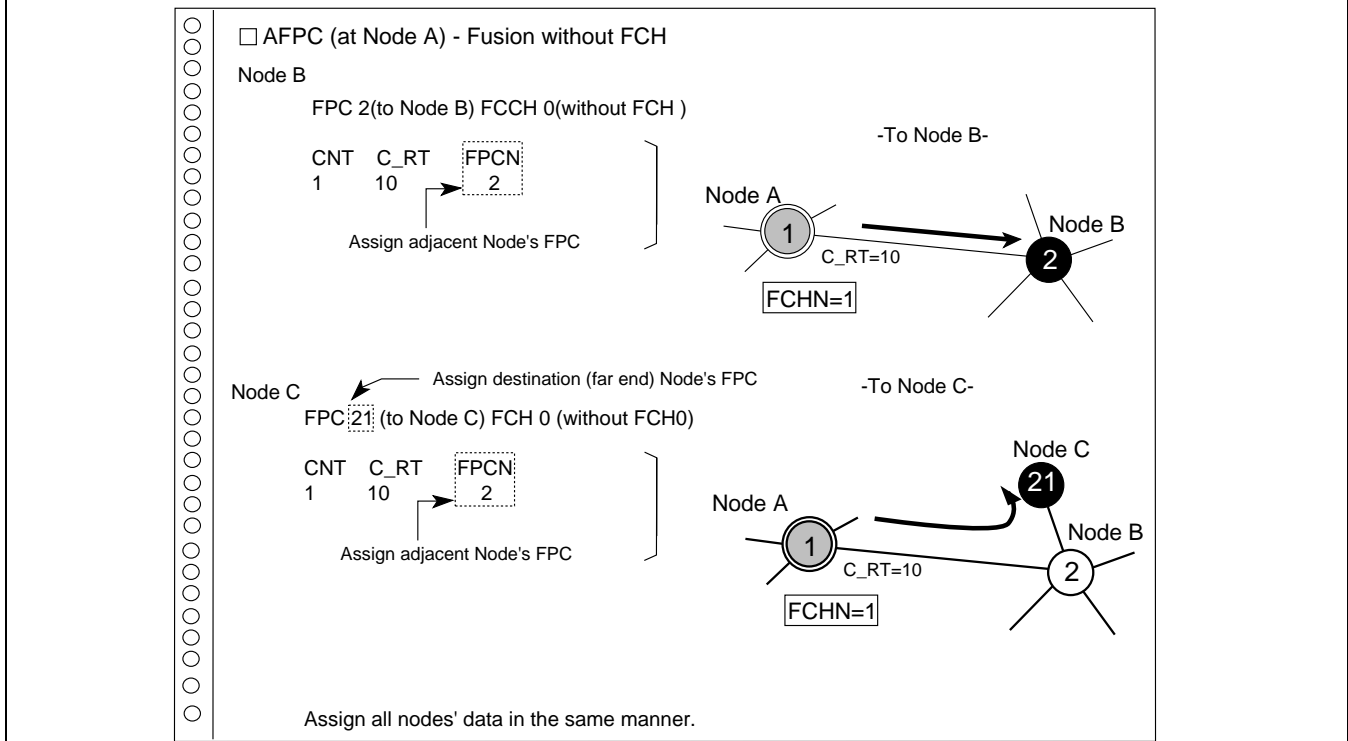 □ AFPC (at Node A) - Fusion without FCH
Node B
FPC 2(to Node B) FCCH 0(without FCH )
CNT C_RT FPCN
1 10 2
Assign adjacent Node's FPC
-To Node B-
Node A
1
C_RT=10
FCHN=1
Node B
2
Node C
Assign destination (far end) Node's FPC
FPC 21 (to Node C) FCH 0 (without FCH0)
CNT C_RT FPCN
1 10 2
Assign adjacent Node's FPC
-To Node C-
Node C
21
Node A
1
C_RT=10
FCHN=1
Node B
2
Assign all nodes' data in the same manner.